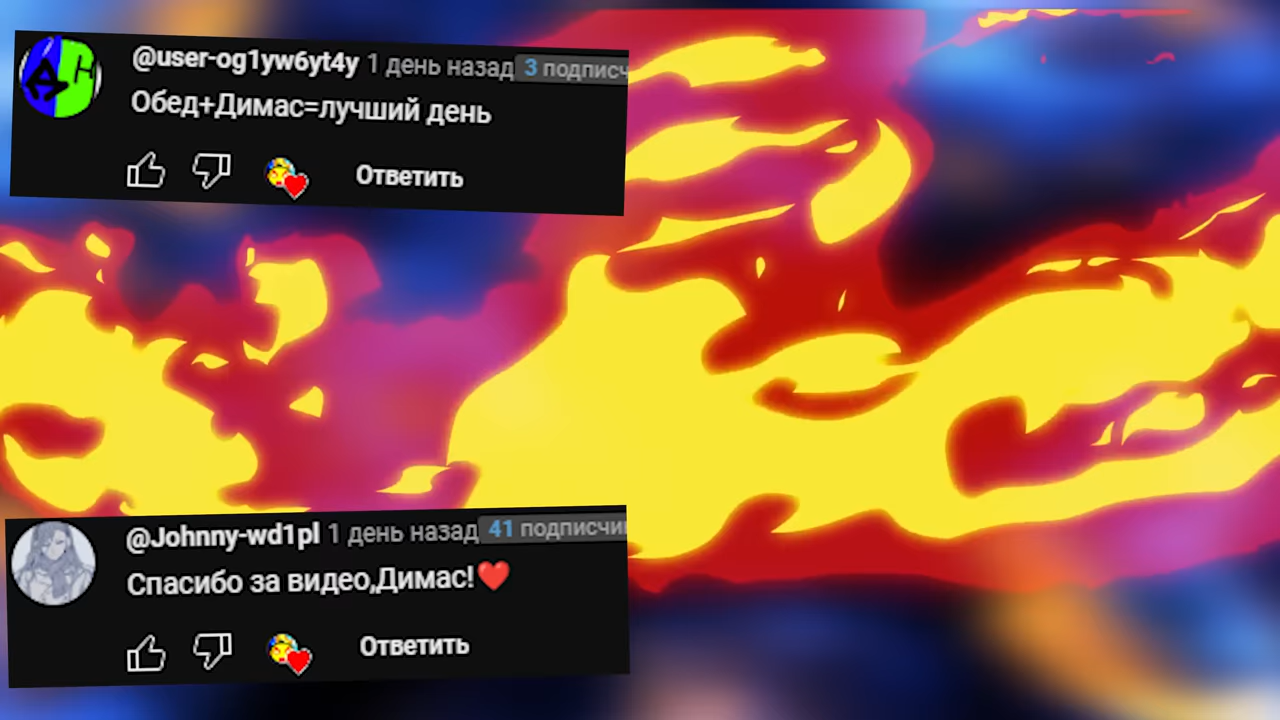 @user-og1yw6yt4y 1 день назад 3 подписч
Обед+Димас=лучший день
Ответить
@Johnny-wd1pl 1 день назад 41 подписчи
Спасибо за видео,Димас!❤️
Ответить